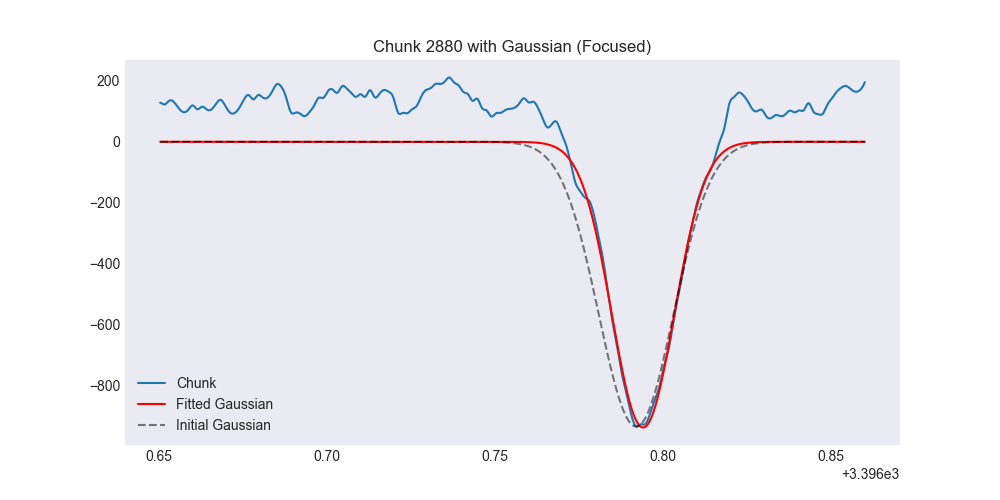 Chunk 2880 with Gaussian (Focused)
200
0
−200
−400
−600
−800
Chunk
Fitted Gaussian
Initial Gaussian
0.65 0.70 0.75 0.80 0.85
+3.396e3